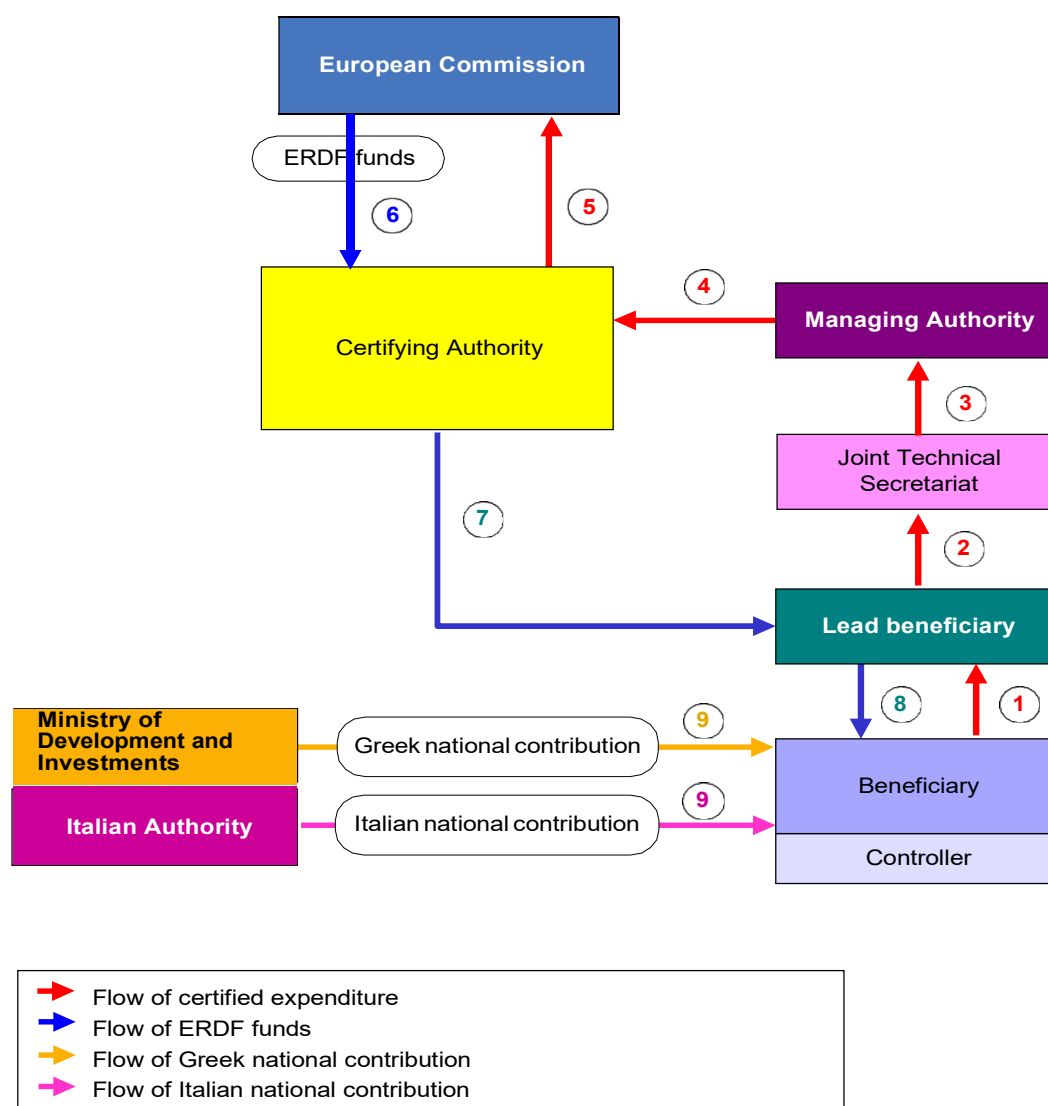 European Commission
ERDF funds
6
5
4
Certifying Authority
Managing Authority
3
Joint Technical
Secretariat
7
2
Lead beneficiary
8
1
Ministry of
Development and
Investments
Greek national contribution
9
Beneficiary
Italian Authority
Italian national contribution
9
Controller
Flow of certified expenditure
Flow of ERDF funds
Flow of Greek national contribution
Flow of Italian national contribution